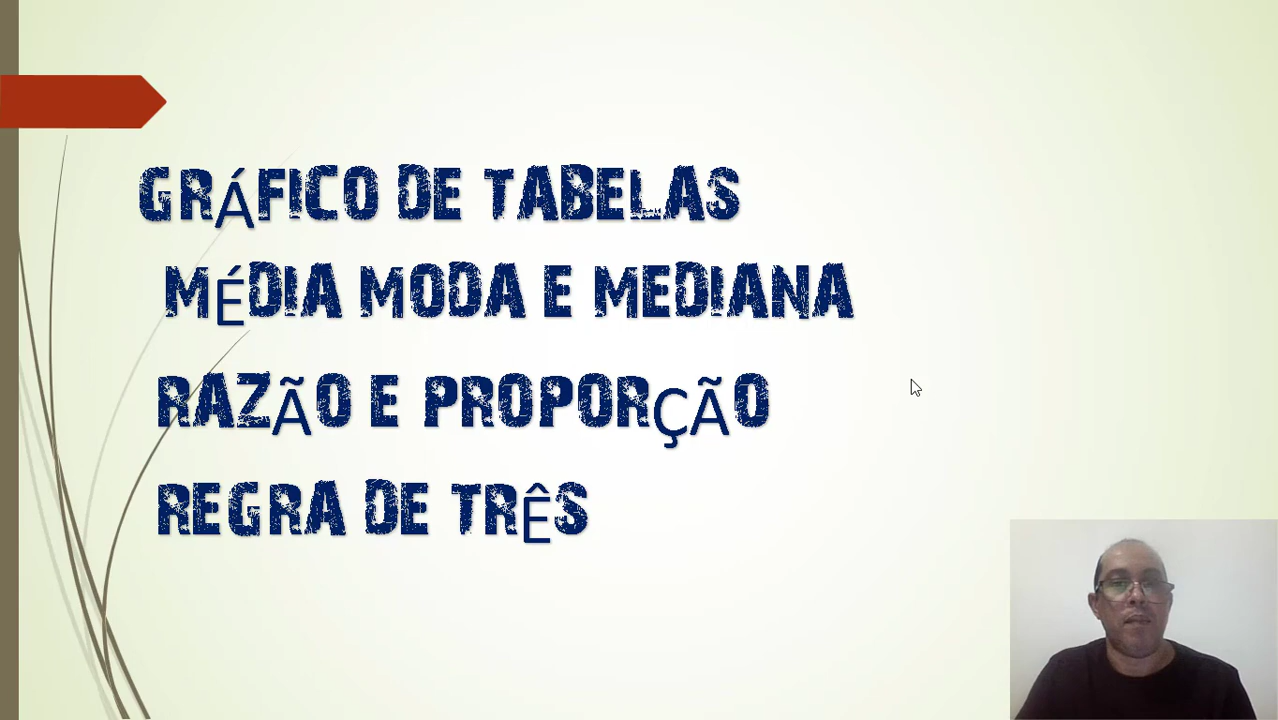 GRÁFICO DE TABELAS
MÉDIA MODA E MEDIANA
RAZÃO E PROPORÇÃO
REGRA DE TRÊS